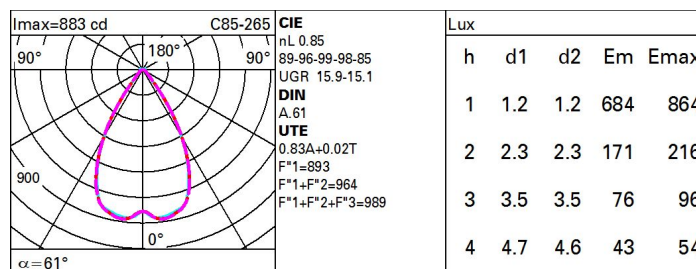 Imax=883 cd C85-265
90° 180° 90°
900
0°
α=61°
CIE
nL 0.85
89-96-99-98-85
UGR 15.9-15.1
DIN
A.61
UTE
0.83A+0.02T
F"1=893
F"1+F"2=964
F"1+F"2+F"3=989
Lux
h d1 d2 Em Emax
1 1.2 1.2 684 864
2 2.3 2.3 171 216
3 3.5 3.5 76 96
4 4.7 4.6 43 54